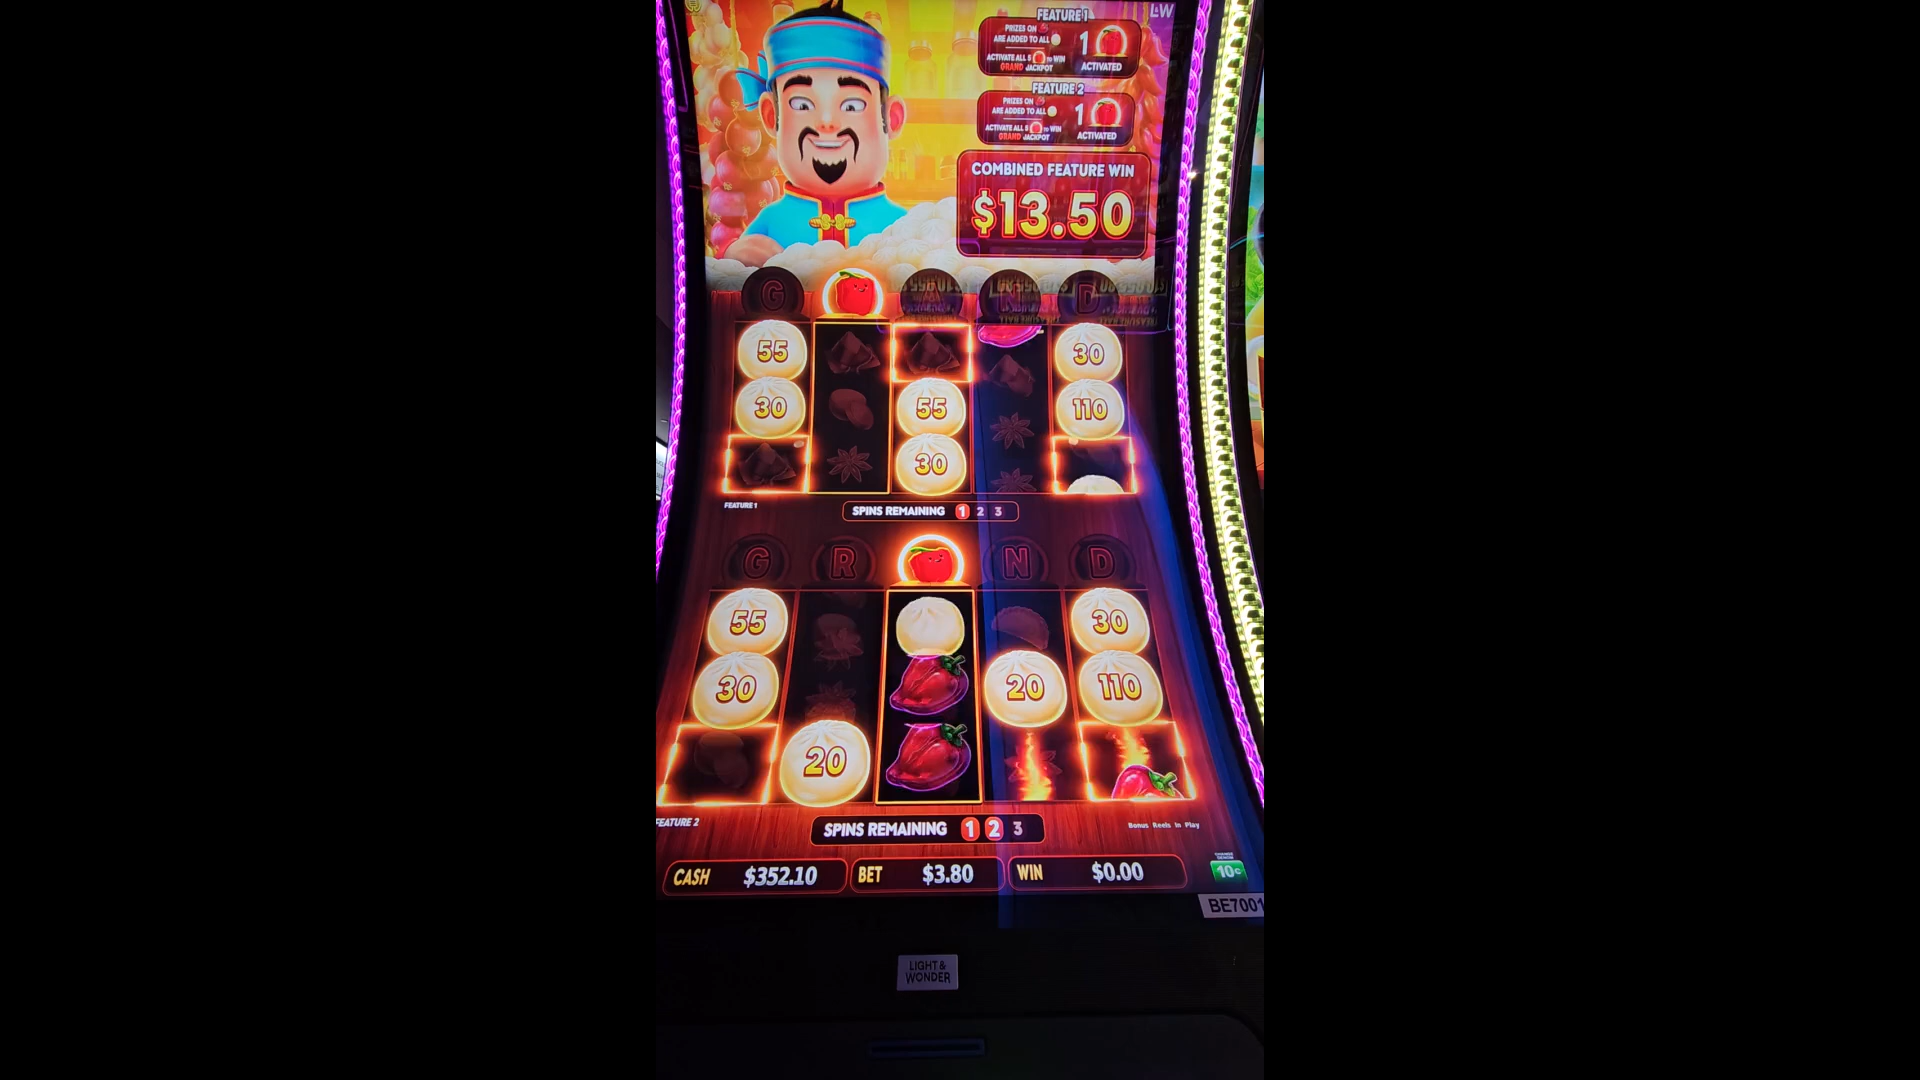 L&W
FEATURE 1
PRIZES ON
ARE ADDED TO ALL
ACTIVATE ALL 5 TO WIN
GRAND JACKPOT
1
ACTIVATED
FEATURE 2
PRIZES ON
ARE ADDED TO ALL
ACTIVATE ALL 5 TO WIN
GRAND JACKPOT
1
ACTIVATED
COMBINED FEATURE WIN
$13.50
G A N D
55 30
30 55 110
30
FEATURE 1
SPINS REMAINING 1 2 3
G R N D
55 30
30 20 110
20
FEATURE 2
SPINS REMAINING 1 2 3
Bonus Reels In Play
CASH $352.10 BET $3.80 WIN $0.00
10¢
BE7001
LIGHT &
WONDER